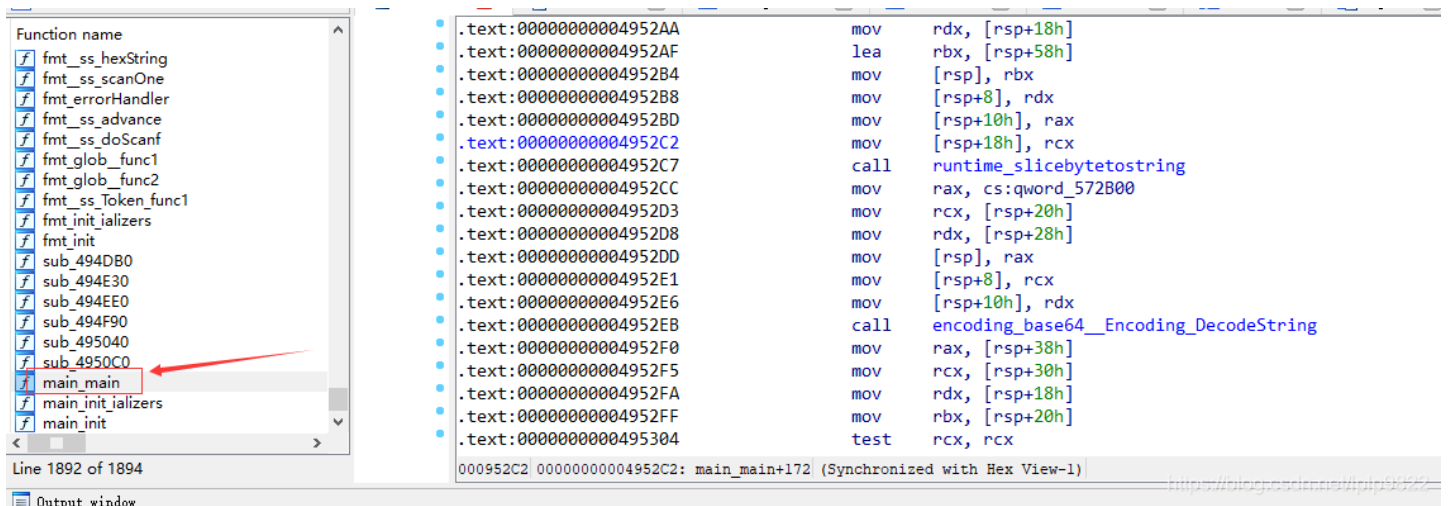 Function name
f fmt__ss_hexString
f fmt__ss_scanOne
f fmt_errorHandler
f fmt__ss_advance
f fmt__ss_doScanf
f fmt_glob__func1
f fmt_glob__func2
f fmt__ss_Token_func1
f fmt_init_ializers
f fmt_init
f sub_494DB0
f sub_494E30
f sub_494EE0
f sub_494F90
f sub_495040
f sub_4950C0
f main_main
f main_init_ializers
f main_init
Line 1892 of 1894
.text:00000000004952AA mov rdx, [rsp+18h]
.text:00000000004952AF lea rbx, [rsp+58h]
.text:00000000004952B4 mov [rsp], rbx
.text:00000000004952B8 mov [rsp+8], rdx
.text:00000000004952BD mov [rsp+10h], rax
.text:00000000004952C2 mov [rsp+18h], rcx
.text:00000000004952C7 call runtime_slicebytetostring
.text:00000000004952CC mov rax, cs:qword_572B00
.text:00000000004952D3 mov rcx, [rsp+20h]
.text:00000000004952D8 mov rdx, [rsp+28h]
.text:00000000004952DD mov [rsp], rax
.text:00000000004952E1 mov [rsp+8], rcx
.text:00000000004952E6 mov [rsp+10h], rdx
.text:00000000004952EB call encoding_base64__Encoding_DecodeString
.text:00000000004952F0 mov rax, [rsp+38h]
.text:00000000004952F5 mov rcx, [rsp+30h]
.text:00000000004952FA mov rdx, [rsp+18h]
.text:00000000004952FF mov rbx, [rsp+20h]
.text:0000000000495304 test rcx, rcx
000952C2 00000000004952C2: main_main+172 (Synchronized with Hex View-1)
Output window